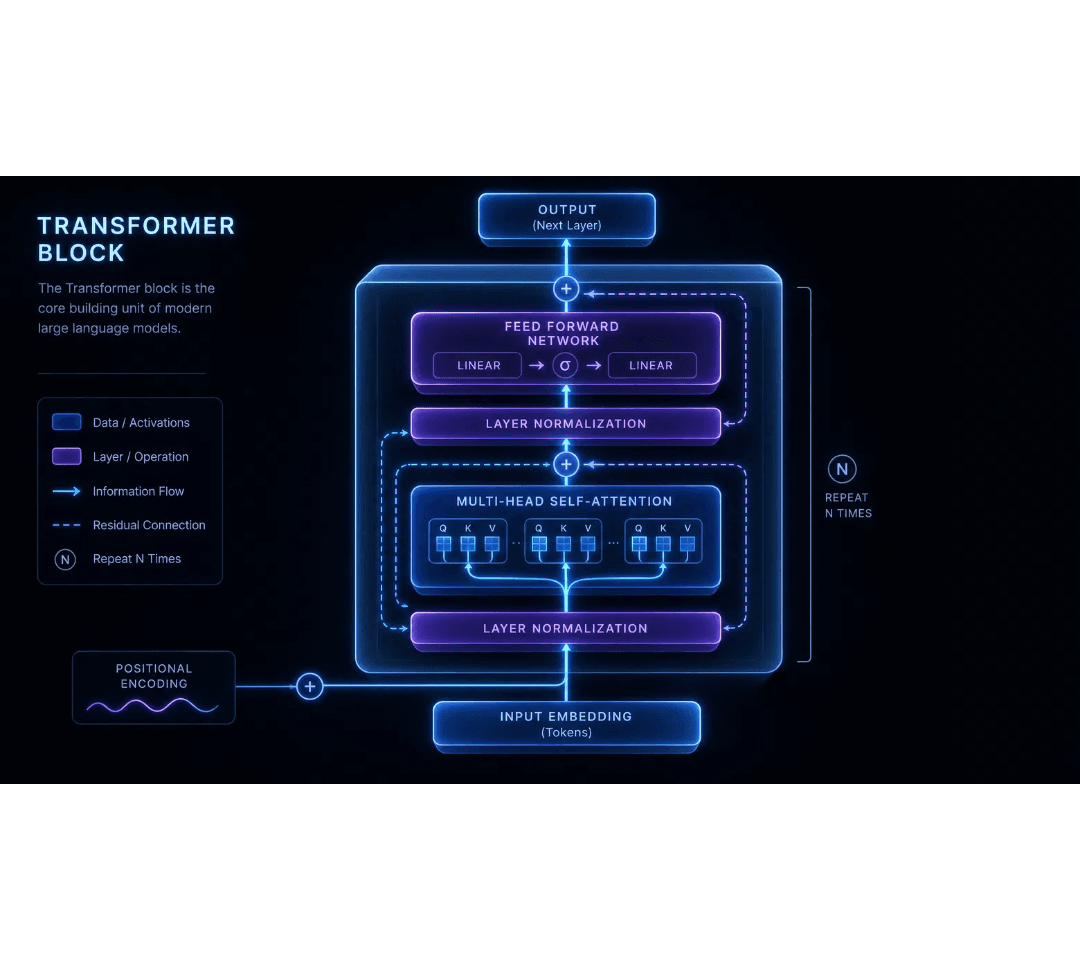 TRANSFORMER
BLOCK
The Transformer block is the
core building unit of modern
large language models.
Data / Activations
Layer / Operation
Information Flow
Residual Connection
N
Repeat N Times
POSITIONAL
ENCODING
+
OUTPUT
(Next Layer)
+
FEED FORWARD
NETWORK
LINEAR → σ → LINEAR
LAYER NORMALIZATION
+
MULTI-HEAD SELF-ATTENTION
Q K V ·· Q K V ··· Q K V
LAYER NORMALIZATION
INPUT EMBEDDING
(Tokens)
N
REPEAT
N TIMES